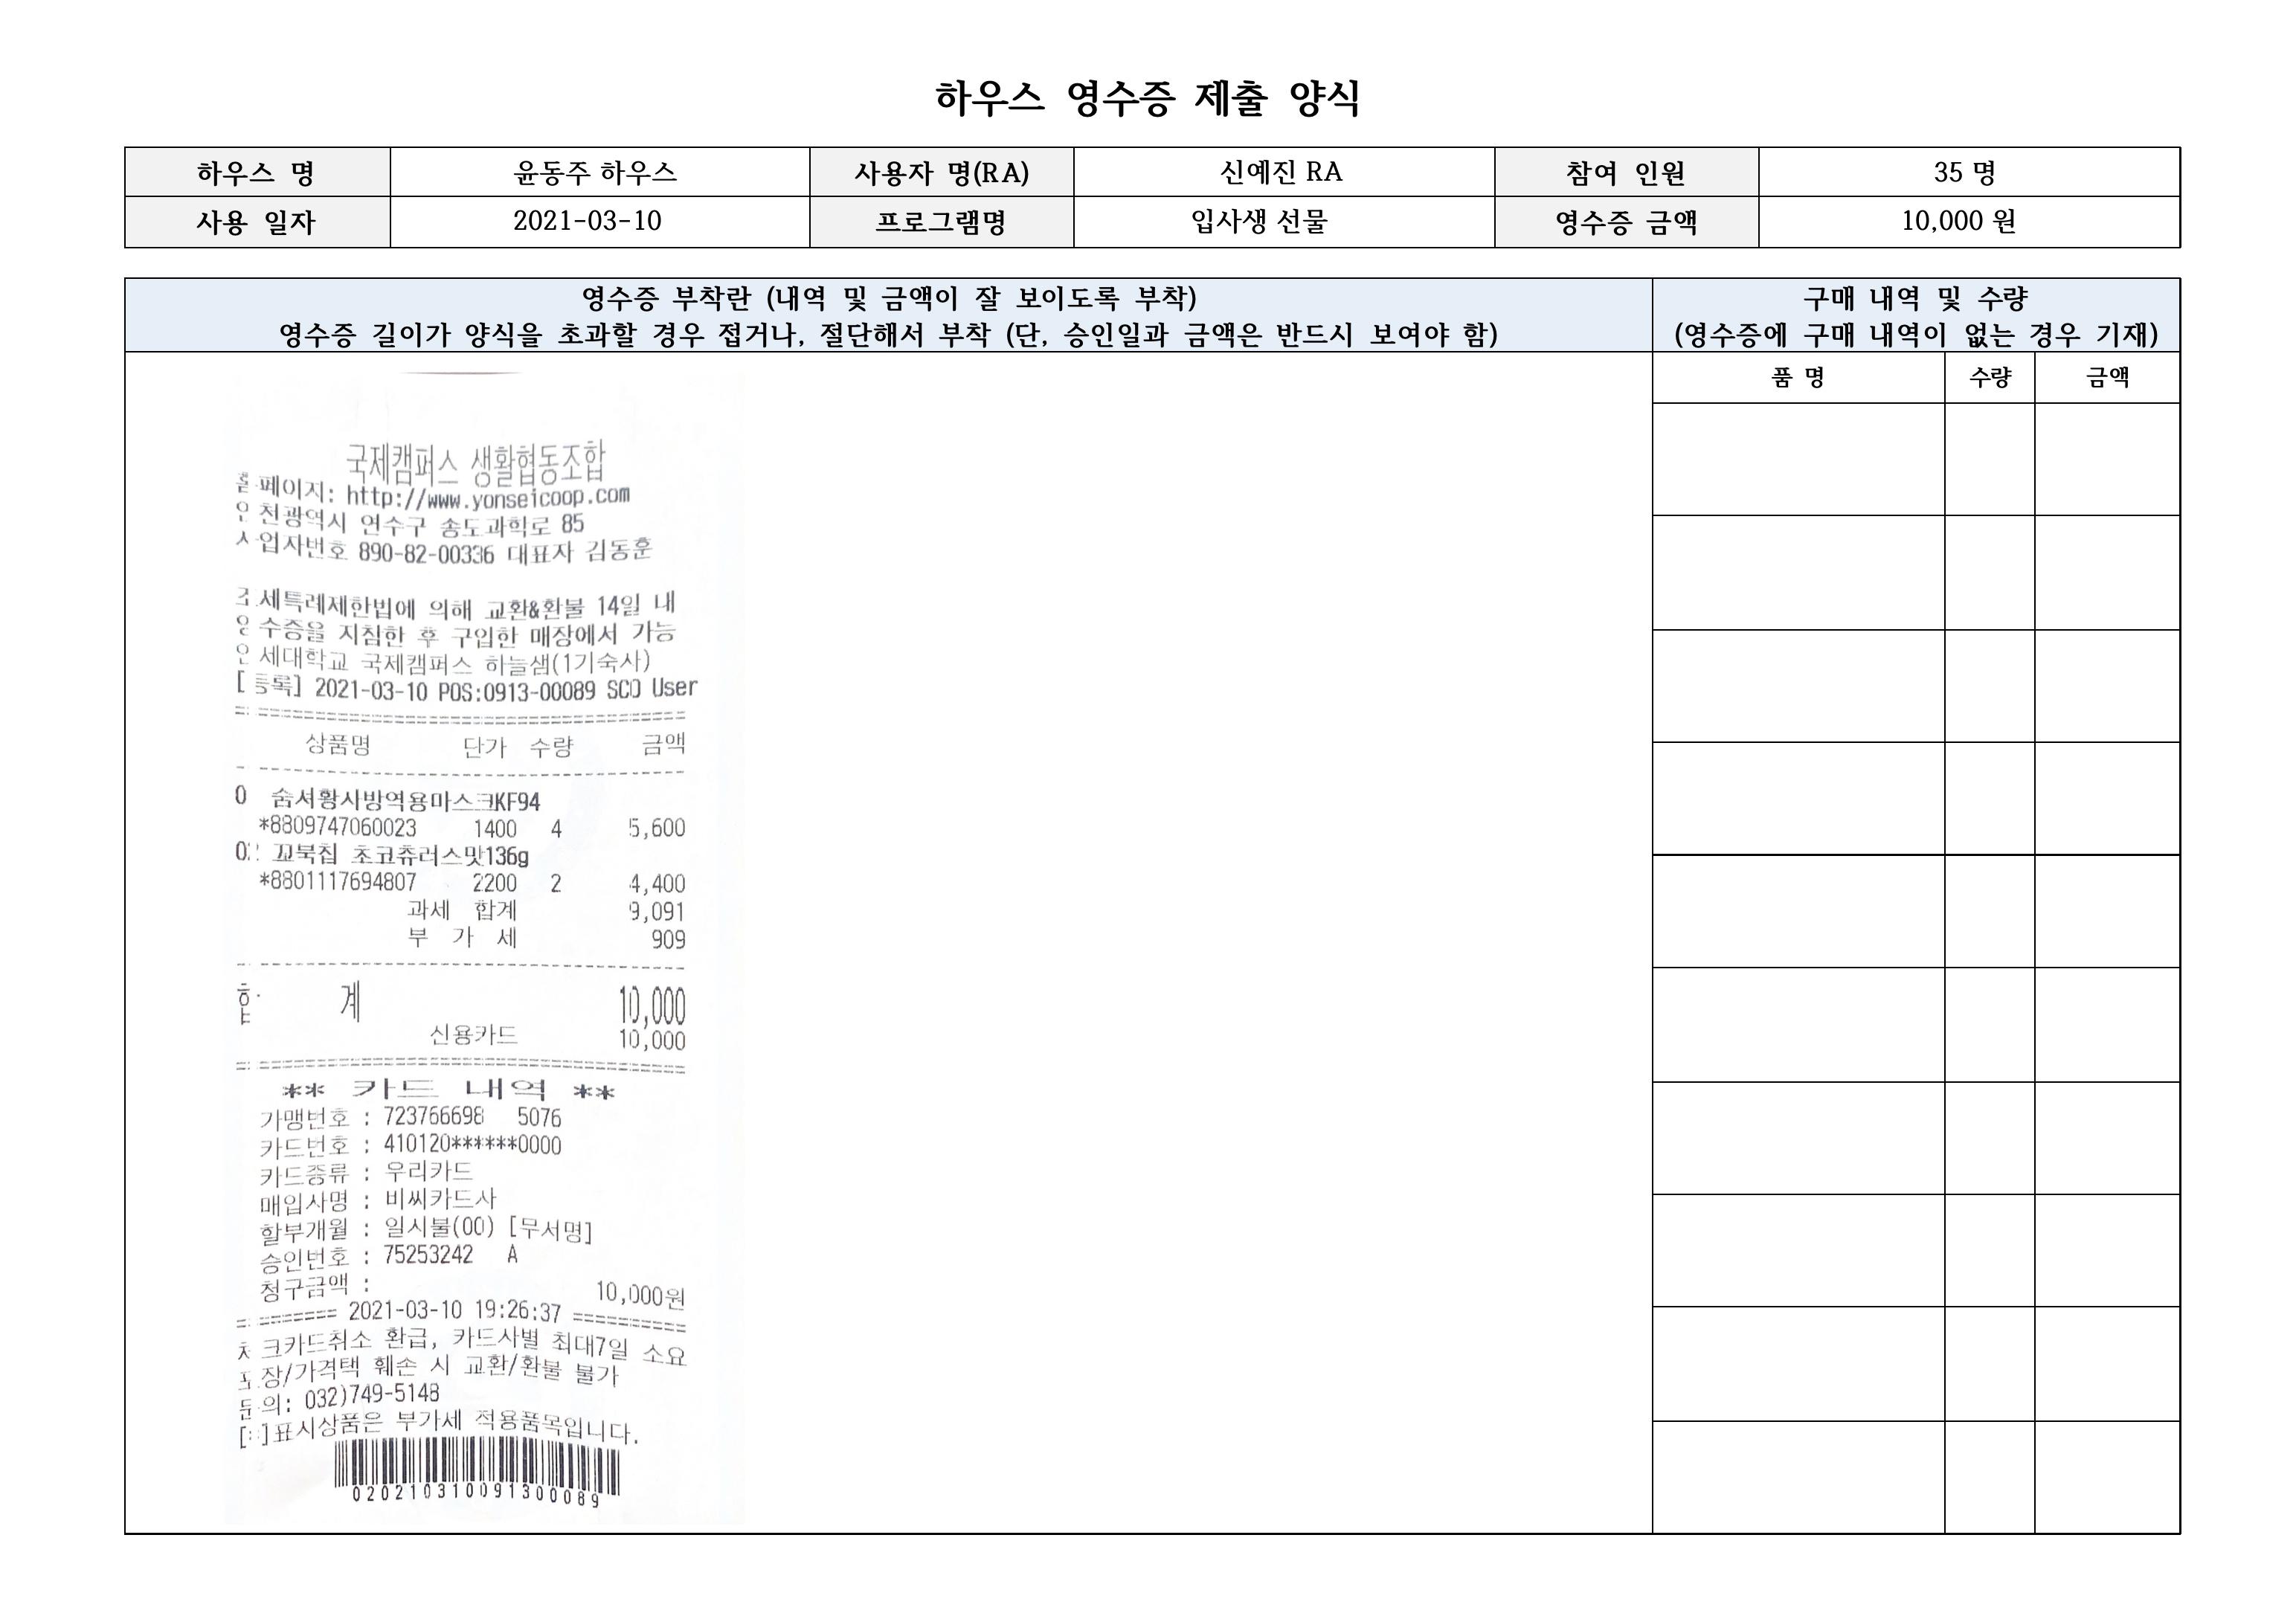 하우스 영수증 제출 양식
하우스 명 윤동주 하우스 사용자 명(RA) 신예진 RA 참여 인원 35 명
사용 일자 2021-03-10 프로그램명 입사생 선물 영수증 금액 10,000 원
영수증 부착란 (내역 및 금액이 잘 보이도록 부착)
영수증 길이가 양식을 초과할 경우 접거나, 절단해서 부착 (단, 승인일과 금액은 반드시 보여야 함)
구매 내역 및 수량
(영수증에 구매 내역이 없는 경우 기재)
품 명 수량 금액
국제캠퍼스 생활협동조합
홈페이지: http://www.yonseicoop.com
인천광역시 연수구 송도과학로 85
사업자번호 890-82-00336 대표자 김동훈
세특례제한법에 의해 교환&환불 14일 내
영수증을 지참한 후 구입한 매장에서 가능
연세대학교 국제캠퍼스 하늘샘(1기숙사)
[등록] 2021-03-10 POS:0913-00089 SCO User
상품명 단가 수량 금액
0 숨서황사방역용마스크KF94
*8809747060023 1400 4 5,600
02 꼬북칩 초코츄러스맛136g
*8801117694807 2200 2 4,400
과세 합계 9,091
부 가 세 909
합 계 10,000
신용카드 10,000
** 카드 내역 **
가맹번호 : 723766698 5076
카드번호 : 410120******0000
카드종류 : 우리카드
매입사명 : 비씨카드사
할부개월 : 일시불(00) [무서명]
승인번호 : 75253242 A
청구금액 : 10,000원
2021-03-10 19:26:37
체크카드취소 환급, 카드사별 최대7일 소요
포장/가격택 훼손 시 교환/환불 불가
문의: 032)749-5148
[*]표시상품은 부가세 적용품목입니다.
020210310091300089